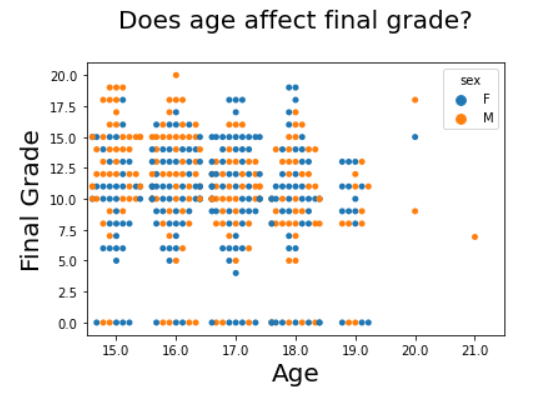 Does age affect final grade?
20.0
17.5
15.0
12.5
10.0
7.5
5.0
2.5
0.0
Final Grade
sex
F
M
15.0 16.0 17.0 18.0 19.0 20.0 21.0
Age